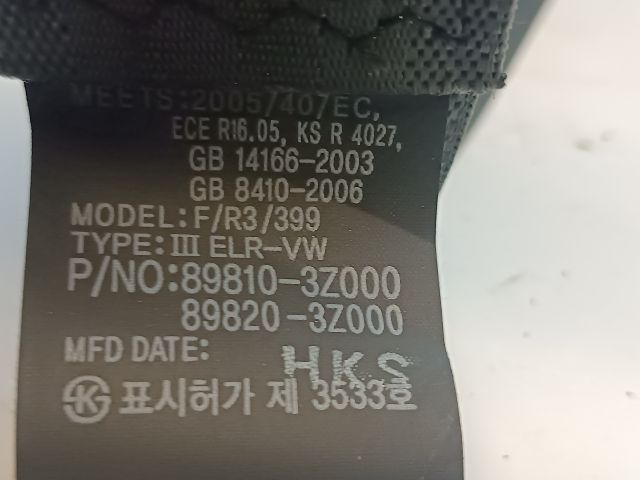 MEETS:2005/407/EC,
ECE R16.05, KS R 4027,
GB 14166-2003
GB 8410-2006
MODEL:F/R3/399
TYPE:Ⅲ ELR-VW
P/NO:89810-3Z000
89820-3Z000
MFD DATE:
HKS
표시허가 제 3533호